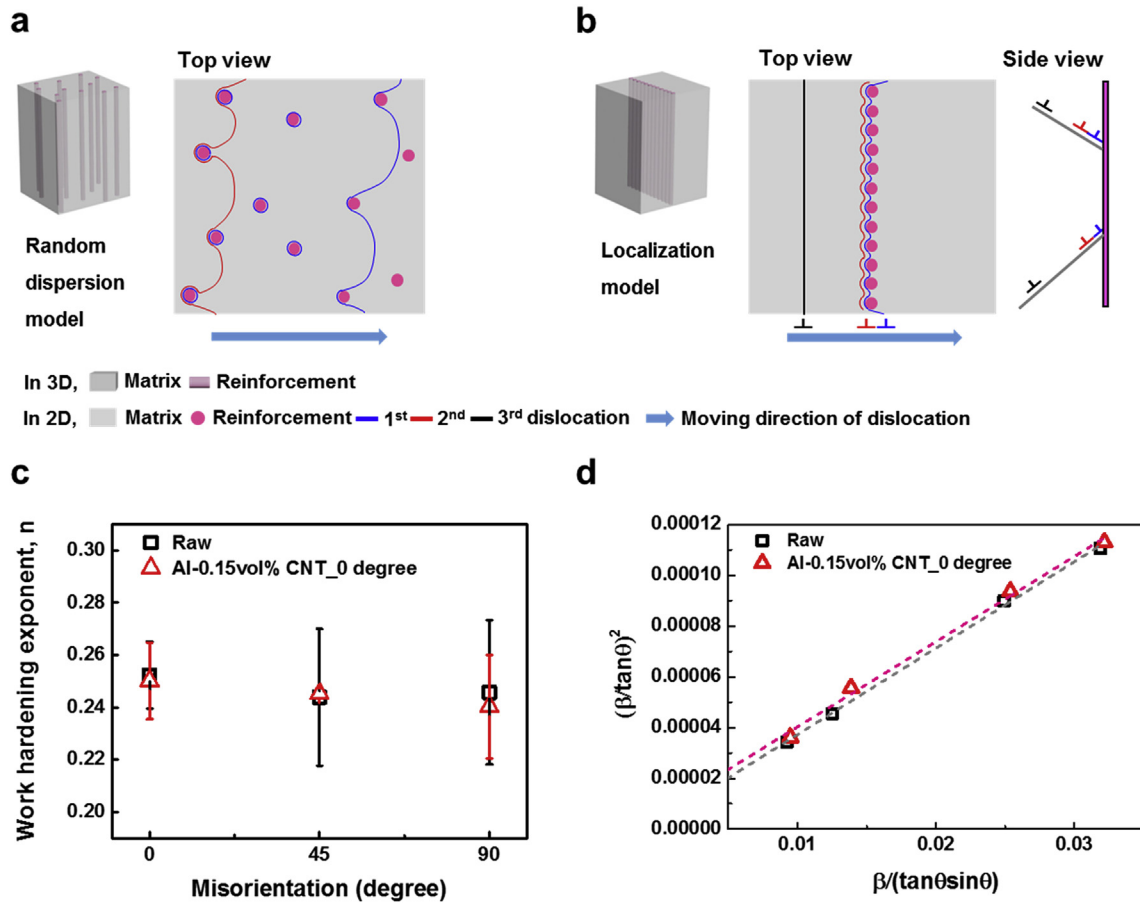 a
Top view
Random
dispersion
model
b
Top view
Side view
Localization
model
In 3D, Matrix Reinforcement
In 2D, Matrix Reinforcement 1st 2nd 3rd dislocation Moving direction of dislocation
c
Work hardening exponent, n
0.30
0.28
0.26
0.24
0.22
0.20
Raw
Al-0.15vol% CNT_0 degree
0
45
90
Misorientation (degree)
d
(β/tanθ)²
0.00012
0.00010
0.00008
0.00006
0.00004
0.00002
0.00000
Raw
Al-0.15vol% CNT_0 degree
0.01
0.02
0.03
β/(tanθsinθ)